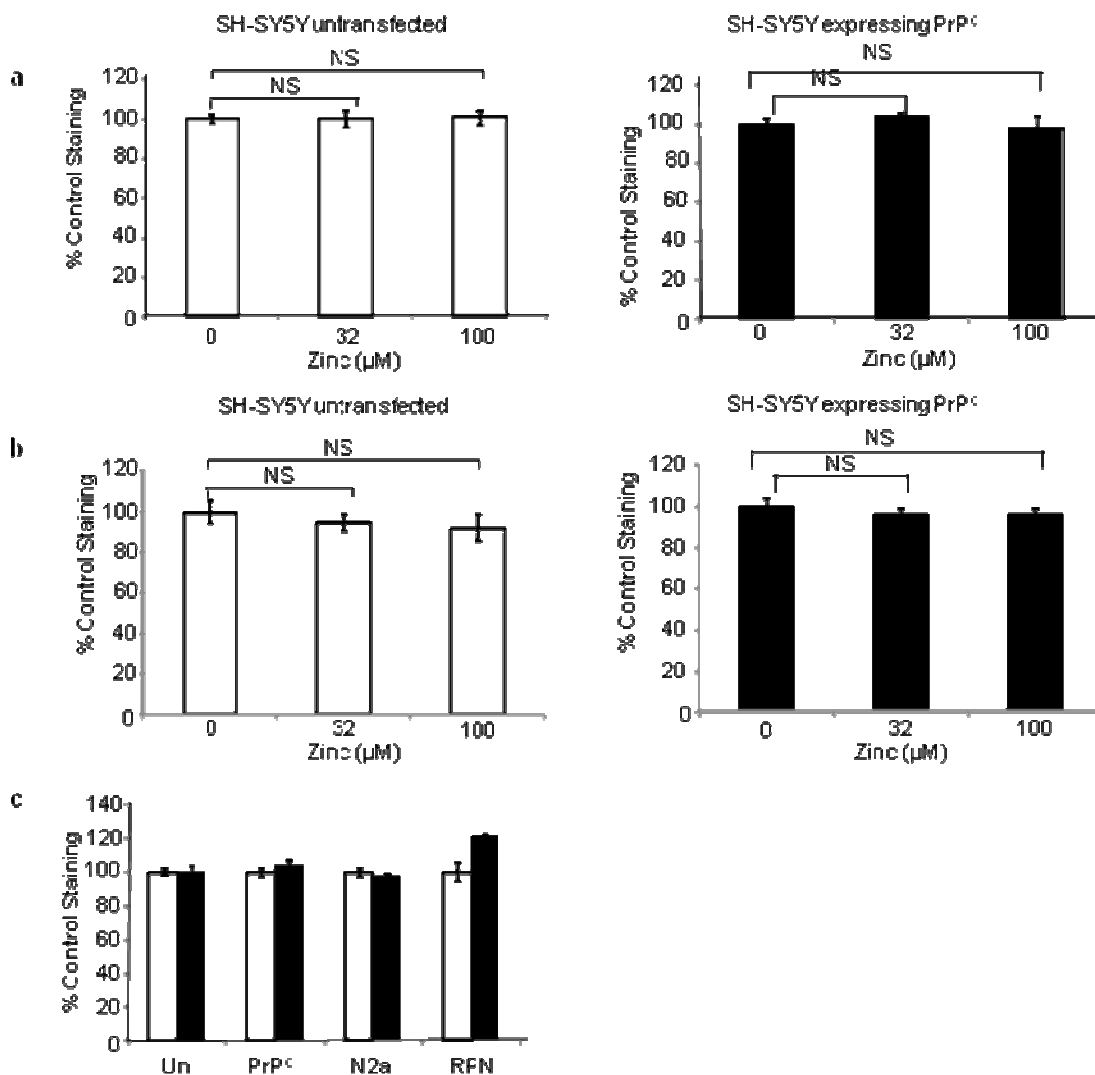 SH-SY5Y untransfected
SH-SY5Y expressing PrPᶜ
a
NS
NS
120
100
80
60
40
20
0
% Control Staining
0 32 100
Zinc (µM)
NS
NS
120
100
80
60
40
20
0
% Control Staining
0 32 100
Zinc (µM)
SH-SY5Y untransfected
SH-SY5Y expressing PrPᶜ
b
NS
NS
120
100
80
60
40
20
0
% Control Staining
0 32 100
Zinc (µM)
NS
NS
120
100
80
60
40
20
0
% Control Staining
0 32 100
Zinc (µM)
c
140
120
100
80
60
40
20
0
% Control Staining
Un PrPᶜ N2a RPN